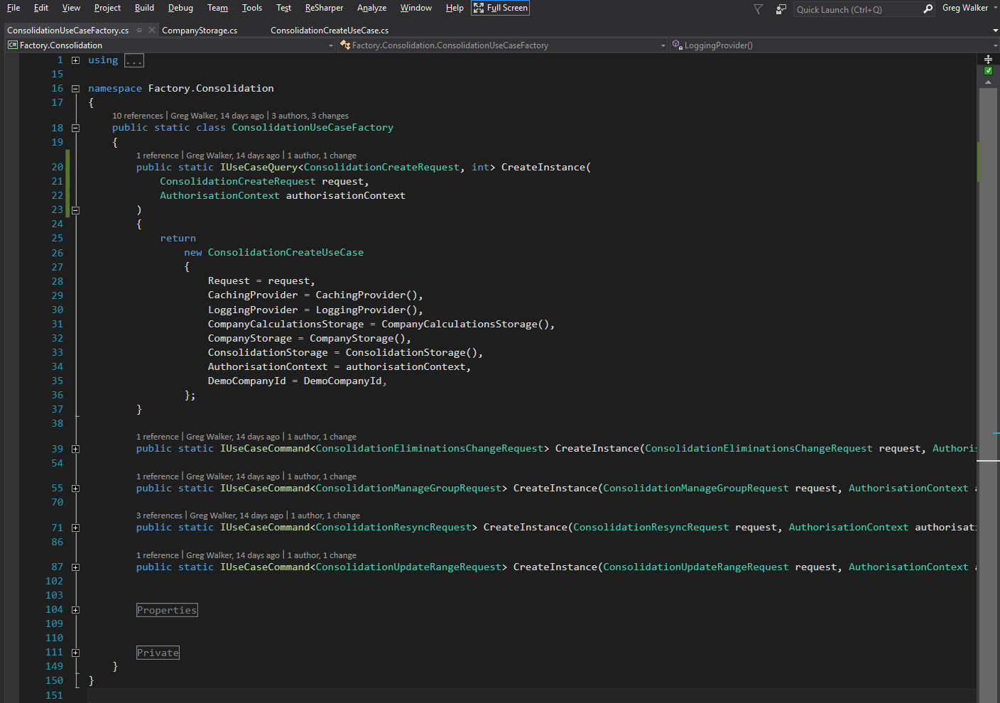 File Edit View Project Build Debug Team Tools Test ReSharper Analyze Window Help Full Screen Quick Launch (Ctrl+Q) Greg Walker
ConsolidationUseCaseFactory.cs CompanyStorage.cs ConsolidationCreateUseCase.cs
C# Factory.Consolidation Factory.Consolidation.ConsolidationUseCaseFactory LoggingProvider()
1 using ...
15
16 namespace Factory.Consolidation
17 {
10 references | Greg Walker, 14 days ago | 3 authors, 3 changes
18 public static class ConsolidationUseCaseFactory
19 {
1 reference | Greg Walker, 14 days ago | 1 author, 1 change
20 public static IUseCaseQuery<ConsolidationCreateRequest, int> CreateInstance(
21 ConsolidationCreateRequest request,
22 AuthorisationContext authorisationContext
23 )
24 {
25 return
26 new ConsolidationCreateUseCase
27 {
28 Request = request,
29 CachingProvider = CachingProvider(),
30 LoggingProvider = LoggingProvider(),
31 CompanyCalculationsStorage = CompanyCalculationsStorage(),
32 CompanyStorage = CompanyStorage(),
33 ConsolidationStorage = ConsolidationStorage(),
34 AuthorisationContext = authorisationContext,
35 DemoCompanyId = DemoCompanyId,
36 };
37 }
38
1 reference | Greg Walker, 14 days ago | 1 author, 1 change
39 public static IUseCaseCommand<ConsolidationEliminationsChangeRequest> CreateInstance(ConsolidationEliminationsChangeRequest request, Authoris
54
1 reference | Greg Walker, 14 days ago | 1 author, 1 change
55 public static IUseCaseCommand<ConsolidationManageGroupRequest> CreateInstance(ConsolidationManageGroupRequest request, AuthorisationContext a
70
3 references | Greg Walker, 14 days ago | 1 author, 1 change
71 public static IUseCaseCommand<ConsolidationResyncRequest> CreateInstance(ConsolidationResyncRequest request, AuthorisationContext authorisati
86
1 reference | Greg Walker, 14 days ago | 1 author, 1 change
87 public static IUseCaseCommand<ConsolidationUpdateRangeRequest> CreateInstance(ConsolidationUpdateRangeRequest request, AuthorisationContext a
102
103
104 Properties
109
110
111 Private
149 }
150 }
151